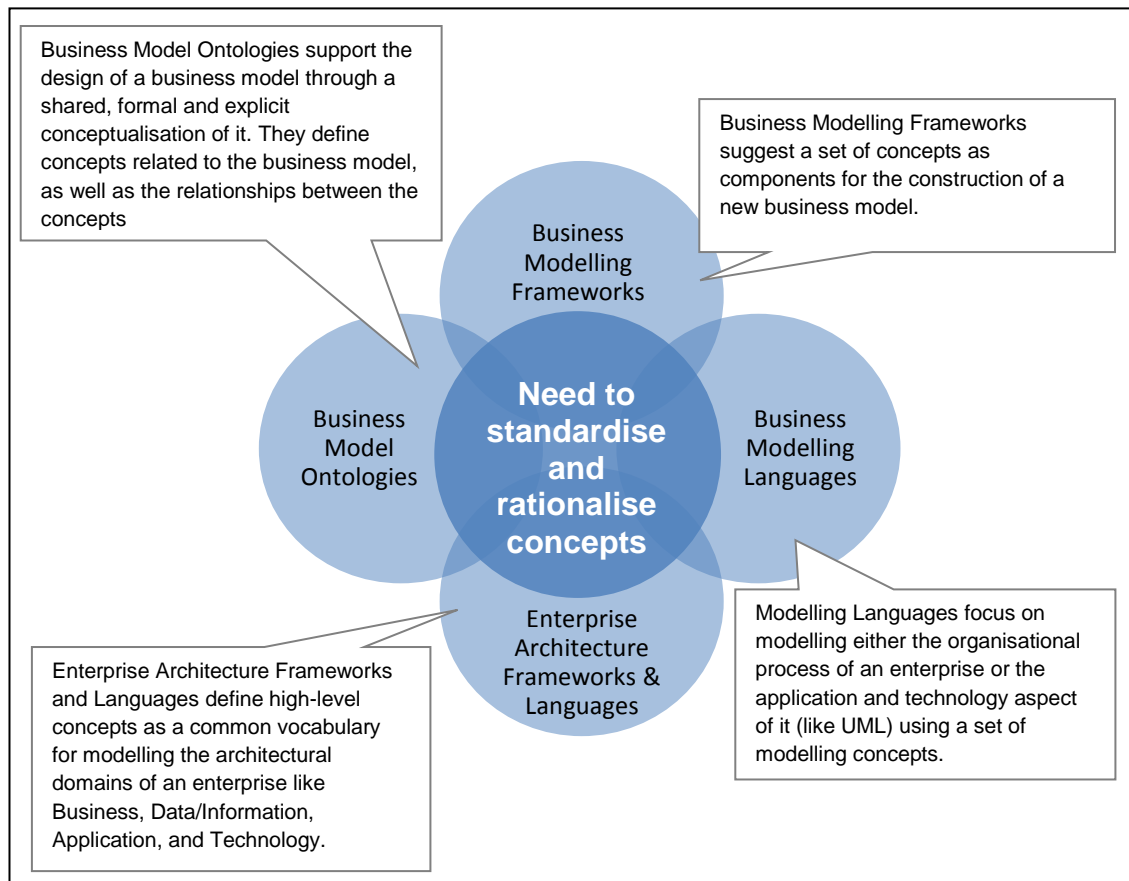 Business Model Ontologies support the
design of a business model through a
shared, formal and explicit
conceptualisation of it. They define
concepts related to the business model,
as well as the relationships between the
concepts
Business Modelling Frameworks
suggest a set of concepts as
components for the construction of a
new business model.
Business
Modelling
Frameworks
Business
Model
Ontologies
Need to
standardise
and
rationalise
concepts
Business
Modelling
Languages
Enterprise
Architecture
Frameworks &
Languages
Enterprise Architecture Frameworks
and Languages define high-level
concepts as a common vocabulary
for modelling the architectural
domains of an enterprise like
Business, Data/Information,
Application, and Technology.
Modelling Languages focus on
modelling either the organisational
process of an enterprise or the
application and technology aspect
of it (like UML) using a set of
modelling concepts.